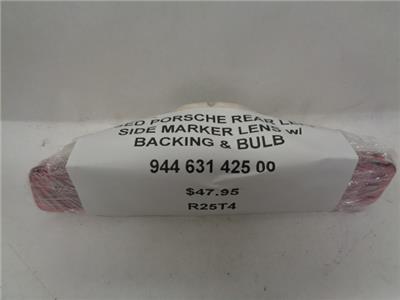 PORSCHE REAR
SIDE MARKER LENS w/
BACKING & BULB
944 631 425 00
$47.95
R25T4